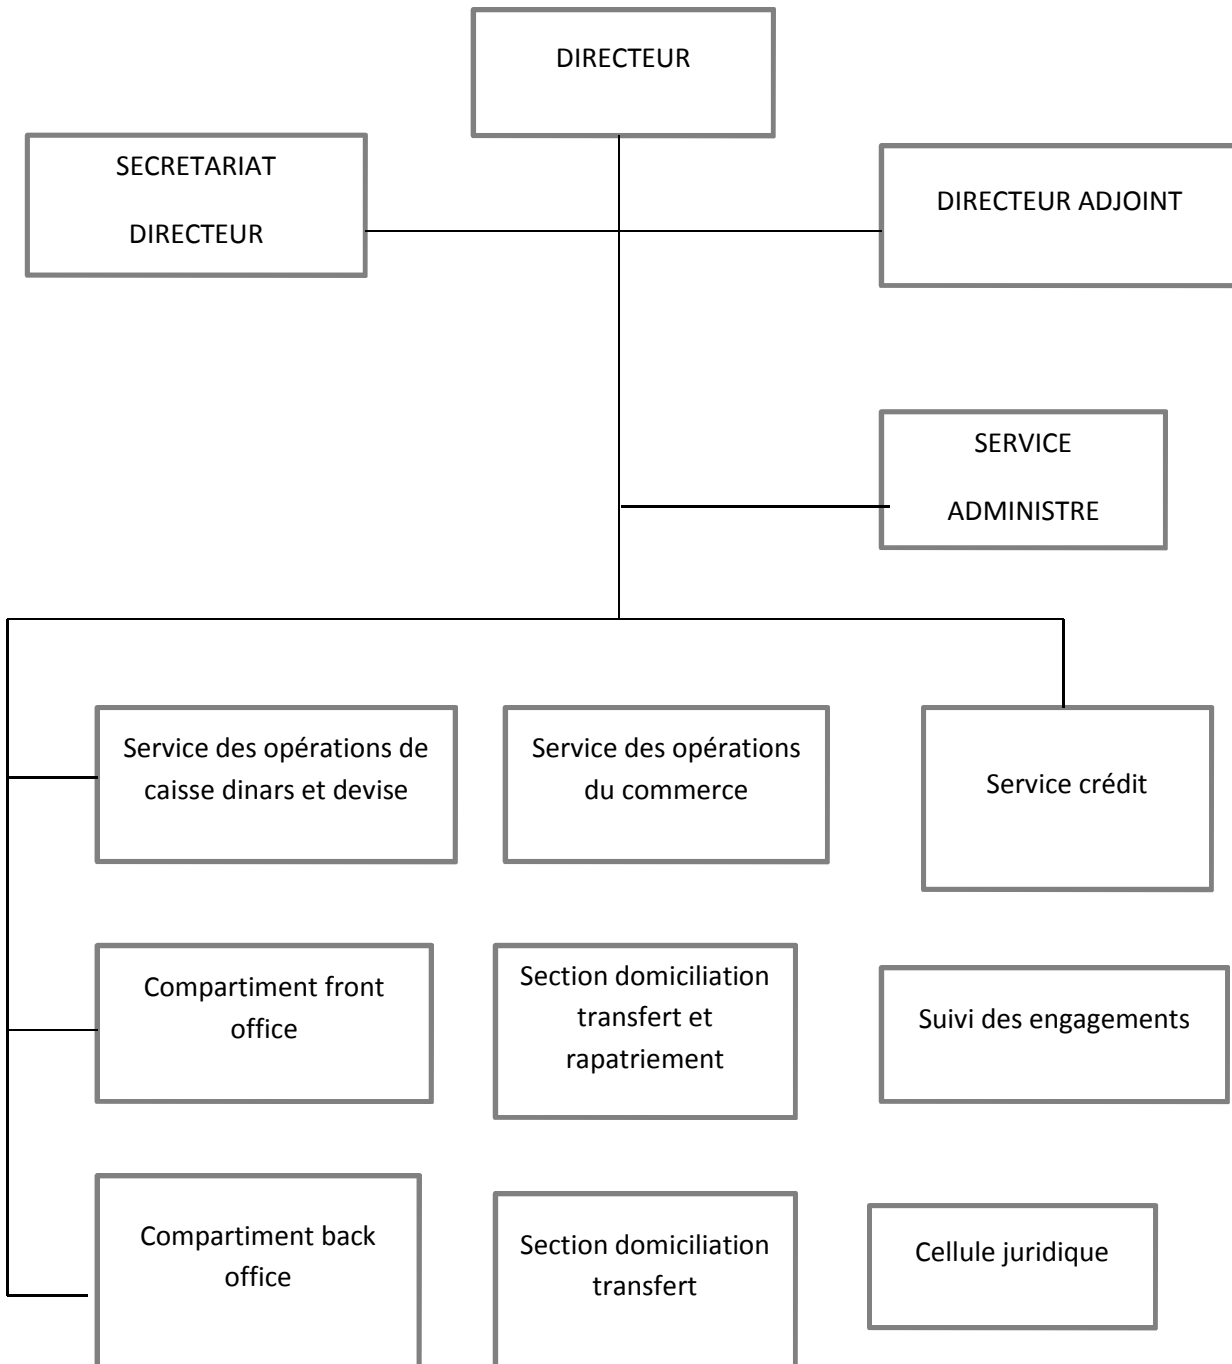 DIRECTEUR
SECRETARIAT
DIRECTEUR
DIRECTEUR ADJOINT
SERVICE
ADMINISTRE
Service des opérations de
caisse dinars et devise
Service des opérations
du commerce
Service crédit
Compartiment front
office
Section domiciliation
transfert et
rapatriement
Suivi des engagements
Compartiment back
office
Section domiciliation
transfert
Cellule juridique